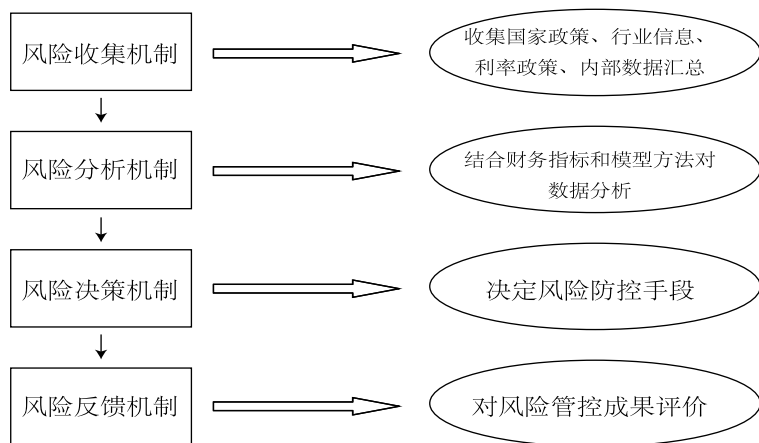 风险收集机制
收集国家政策、行业信息、
利率政策、内部数据汇总
风险分析机制
结合财务指标和模型方法对
数据分析
风险决策机制
决定风险防控手段
风险反馈机制
对风险管控成果评价